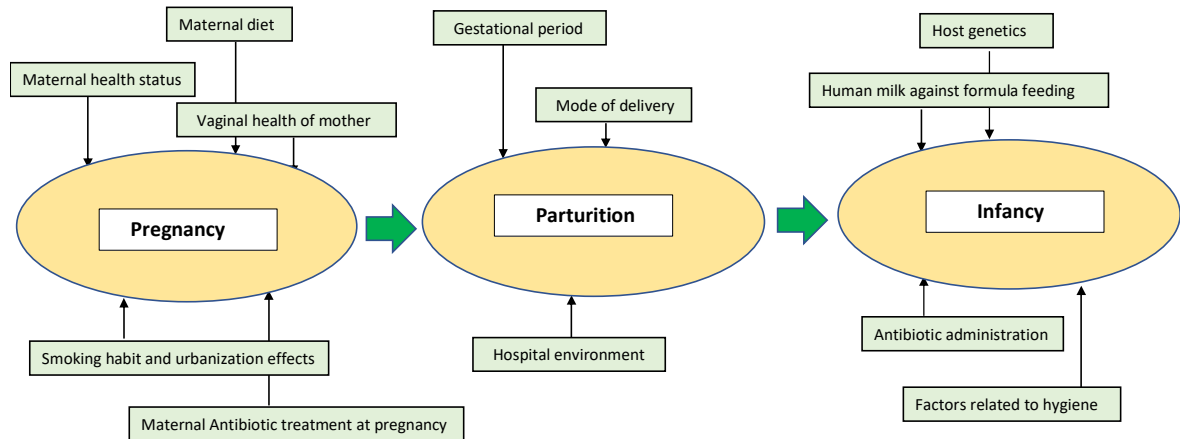 Maternal diet
Gestational period
Host genetics
Maternal health status
Human milk against formula feeding
Vaginal health of mother
Mode of delivery
Pregnancy
Parturition
Infancy
Smoking habit and urbanization effects
Hospital environment
Antibiotic administration
Maternal Antibiotic treatment at pregnancy
Factors related to hygiene